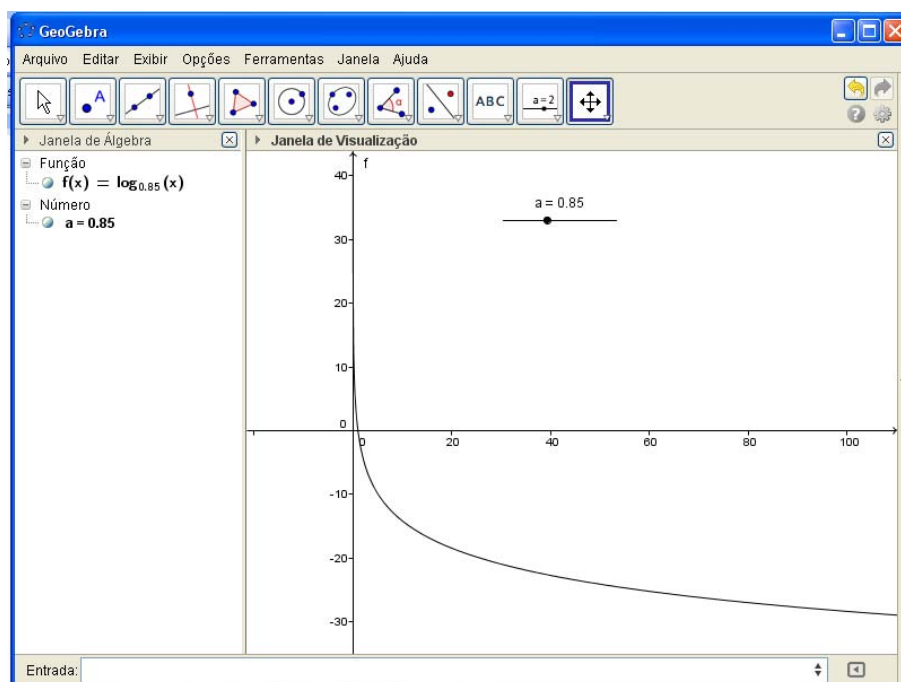 GeoGebra
Arquivo Editar Exibir Opções Ferramentas Janela Ajuda
A α ABC a=2
Janela de Álgebra
Função
f(x) = log0.85(x)
Número
a = 0.85
Janela de Visualização
f
a = 0.85
40
30
20
10
0
-10
-20
-30
0 20 40 60 80 100
Entrada: